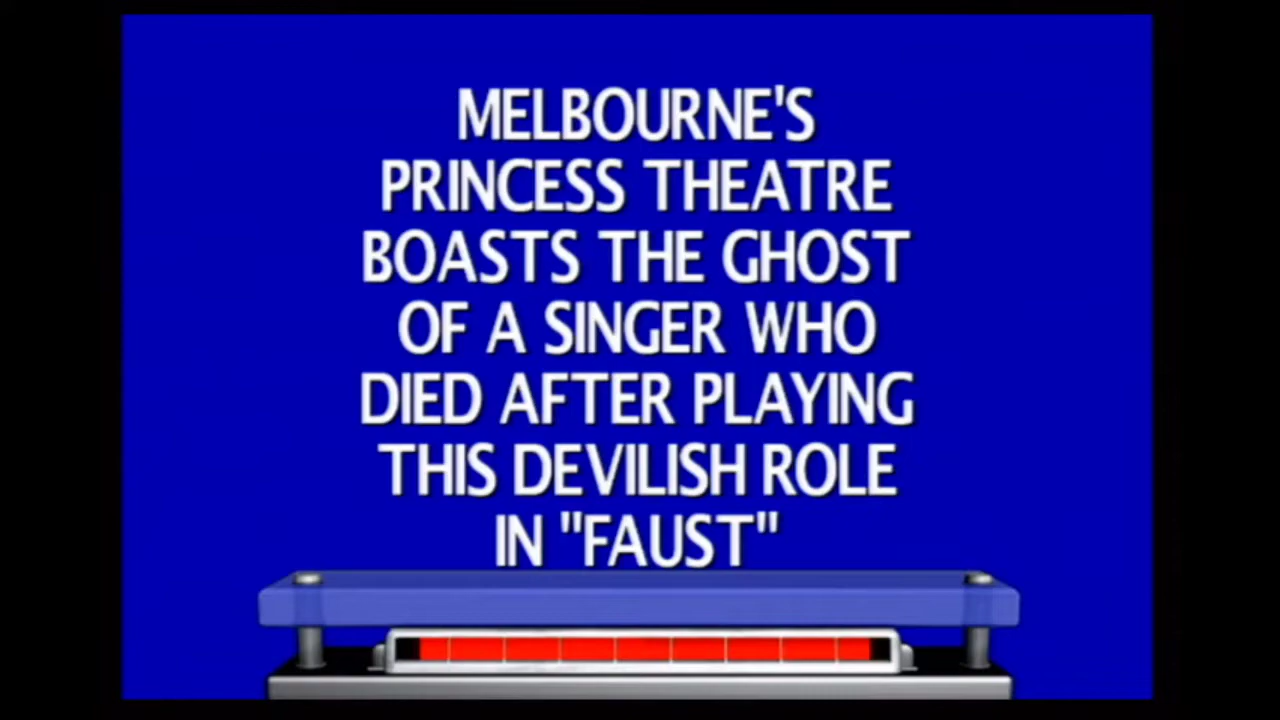 MELBOURNE'S
PRINCESS THEATRE
BOASTS THE GHOST
OF A SINGER WHO
DIED AFTER PLAYING
THIS DEVILISH ROLE
IN "FAUST"